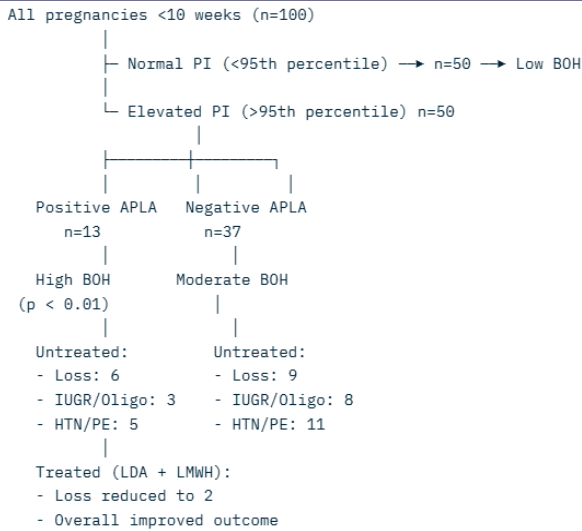 All pregnancies <10 weeks (n=100)
Normal PI (<95th percentile) → n=50 → Low BOH
Elevated PI (>95th percentile) n=50
Positive APLA Negative APLA
n=13 n=37
High BOH Moderate BOH
(p < 0.01)
Untreated: Untreated:
- Loss: 6 - Loss: 9
- IUGR/Oligo: 3 - IUGR/Oligo: 8
- HTN/PE: 5 - HTN/PE: 11
Treated (LDA + LMWH):
- Loss reduced to 2
- Overall improved outcome